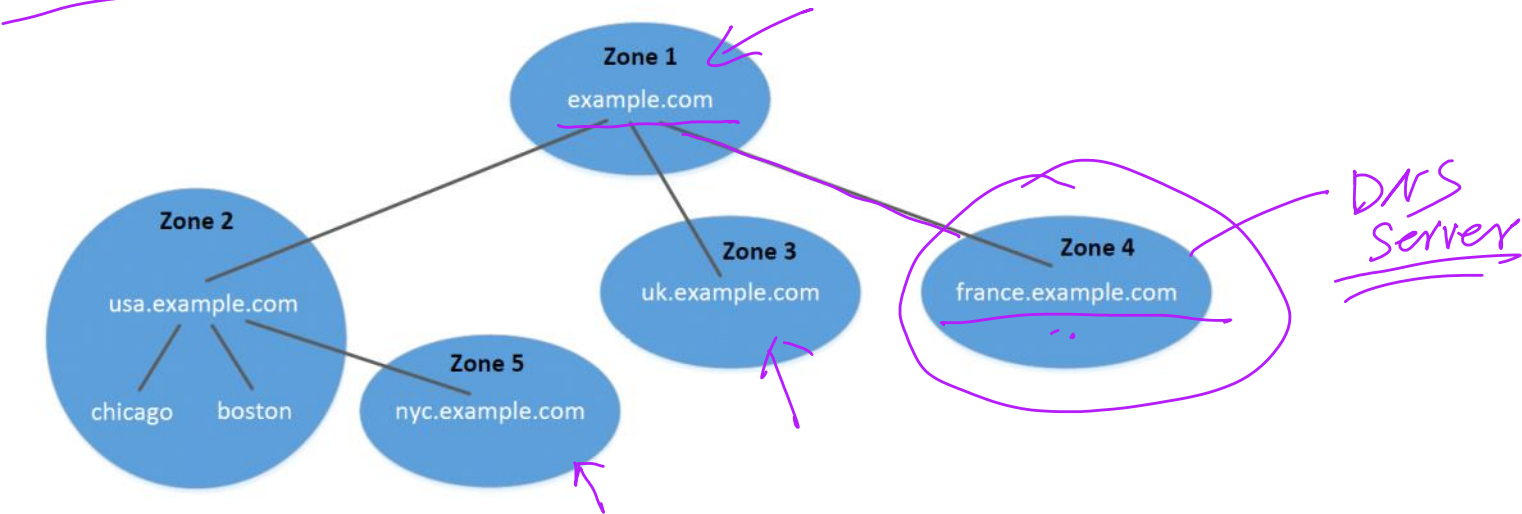 Zone 1
example.com
Zone 2
usa.example.com
chicago boston
Zone 5
nyc.example.com
Zone 3
uk.example.com
Zone 4
france.example.com
DNS
Server